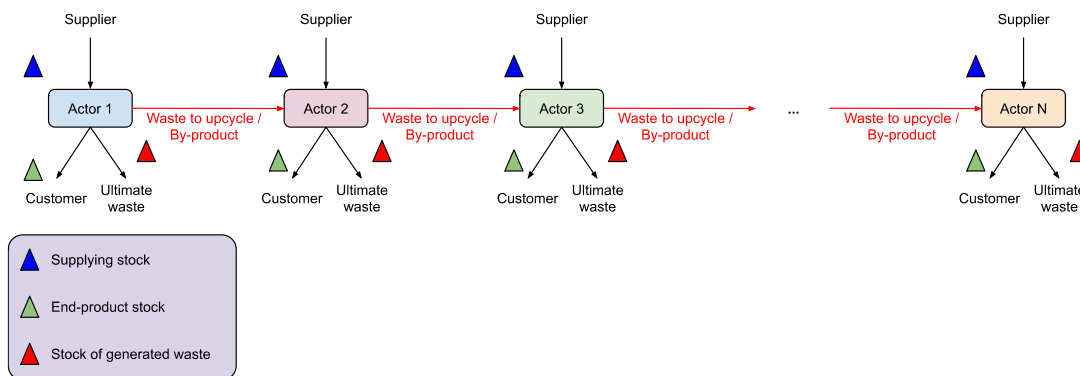 Supplier
Supplier
Supplier
Supplier
Actor 1
Actor 2
Actor 3
...
Actor N
Waste to upcycle /
By-product
Waste to upcycle /
By-product
Waste to upcycle /
By-product
Waste to upcycle /
By-product
Customer
Ultimate
waste
Customer
Ultimate
waste
Customer
Ultimate
waste
Customer
Ultimate
waste
Supplying stock
End-product stock
Stock of generated waste